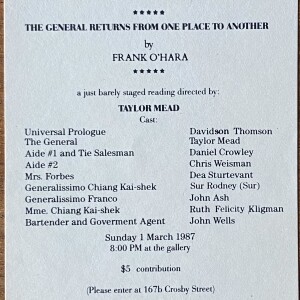 ★★★★★
THE GENERAL RETURNS FROM ONE PLACE TO ANOTHER
by
FRANK O'HARA
★★★★★
a just barely staged reading directed by:
TAYLOR MEAD
Cast:
Universal Prologue Davidson Thomson
The General Taylor Mead
Aide #1 and Tie Salesman Daniel Crowley
Aide #2 Chris Weisman
Mrs. Forbes Dea Sturtevant
Generalissimo Chiang Kai-shek Sur Rodney (Sur)
Generalissimo Franco John Ash
Mme. Chiang Kai-shek Ruth Felicity Kligman
Bartender and Goverment Agent John Wells
Sunday 1 March 1987
8:00 PM at the gallery
$5 contribution
(Please enter at 167b Crosby Street)